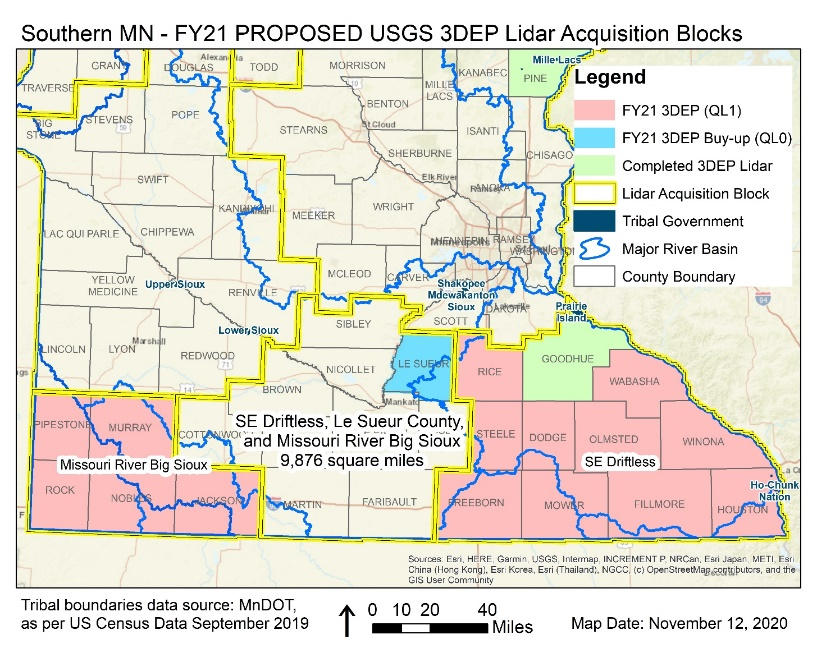 Southern MN - FY21 PROPOSED USGS 3DEP Lidar Acquisition Blocks
Legend
FY21 3DEP (QL1)
FY21 3DEP Buy-up (QL0)
Completed 3DEP Lidar
Lidar Acquisition Block
Tribal Government
Major River Basin
County Boundary
TRAVERSE
DOUGLAS
TODD
MORRISON
KANABEC
Mille Lacs
PINE
MILLE
LACS
BENTON
STEVENS
POPE
STEARNS
St Cloud
ISANTI
SHERBURNE
CHISAGO
Elk River
ANOKA
SWIFT
MEEKER
WRIGHT
LAC QUI PARLE
CHIPPEWA
RAMSEY
MCLEOD
CARVER
YELLOW
MEDICINE
Upper Sioux
RENVILLE
Shakopee
Mdewakanton
Sioux
DAKOTA
Prairie
Island
SIBLEY
SCOTT
Lower Sioux
Marshall
LINCOLN
LYON
REDWOOD
NICOLLET
LE SUEUR
RICE
GOODHUE
WABASHA
BROWN
Mankato
PIPESTONE
MURRAY
SE Driftless, Le Sueur County,
and Missouri River Big Sioux
9,876 square miles
STEELE
DODGE
OLMSTED
WINONA
Missouri River Big Sioux
SE Driftless
ROCK
NOBLES
JACKSON
MARTIN
FARIBAULT
FREEBORN
MOWER
FILLMORE
HOUSTON
Ho-Chunk
Nation
Sources: Esri, HERE, Garmin, USGS, Intermap, INCREMENT P, NRCan, Esri Japan, METI, Esri
China (Hong Kong), Esri Korea, Esri (Thailand), NGCC, (c) OpenStreetMap contributors, and the
GIS User Community
Tribal boundaries data source: MnDOT,
as per US Census Data September 2019
0 10 20 40
Miles
Map Date: November 12, 2020